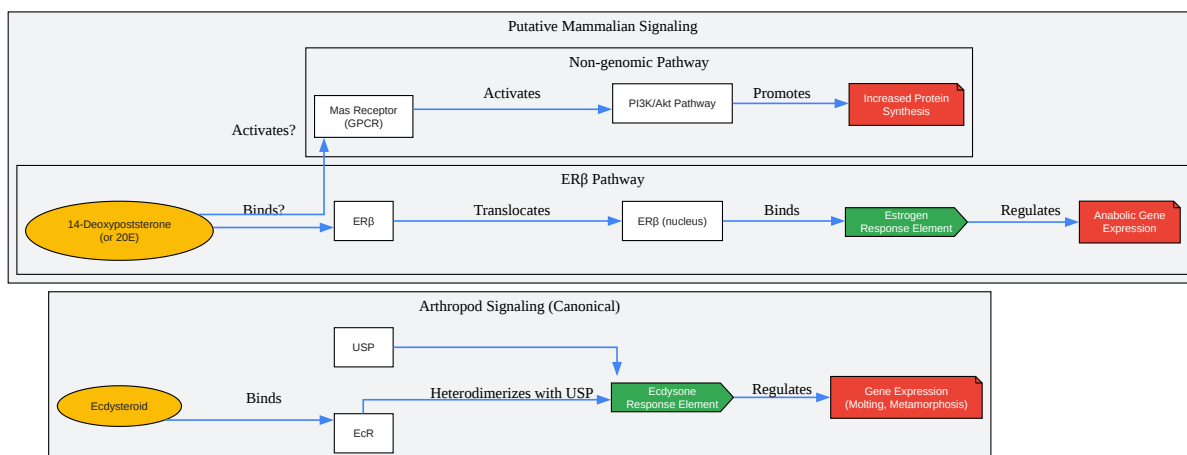 Putative Mammalian Signaling
Non-genomic Pathway
Mas Receptor
(GPCR)
Activates
PI3K/Akt Pathway
Promotes
Increased Protein
Synthesis
Activates?
ERβ Pathway
14-Deoxypoststerone
(or 20E)
Binds?
ERβ
Translocates
ERβ (nucleus)
Binds
Estrogen
Response Element
Regulates
Anabolic Gene
Expression
Arthropod Signaling (Canonical)
USP
Ecdysteroid
Binds
EcR
Heterodimerizes with USP
Ecdysone
Response Element
Regulates
Gene Expression
(Molting, Metamorphosis)